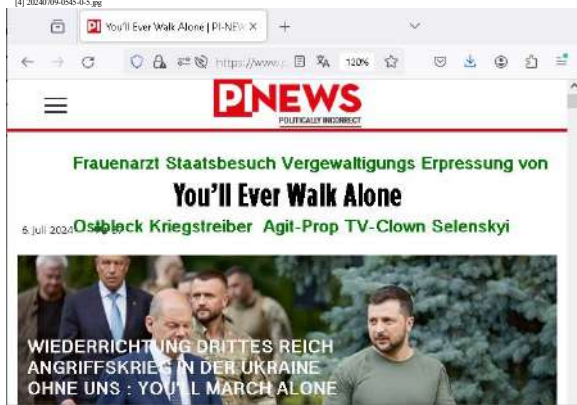 [4] 20240709-0545-0-5.jpg
You'll Ever Walk Alone | PI-NEW
https://www.p
120%
PI NEWS
POLITICALLY INCORRECT
Frauenarzt Staatsbesuch Vergewaltigungs Erpressung von
You'll Ever Walk Alone
6. Juli 2024
Ostblock Kriegstreiber Agit-Prop TV-Clown Selenskyi
WIEDERRICHTUNG DRITTES REICH
ANGRIFFSKRIEG IN DER UKRAINE
OHNE UNS : YOU'LL MARCH ALONE